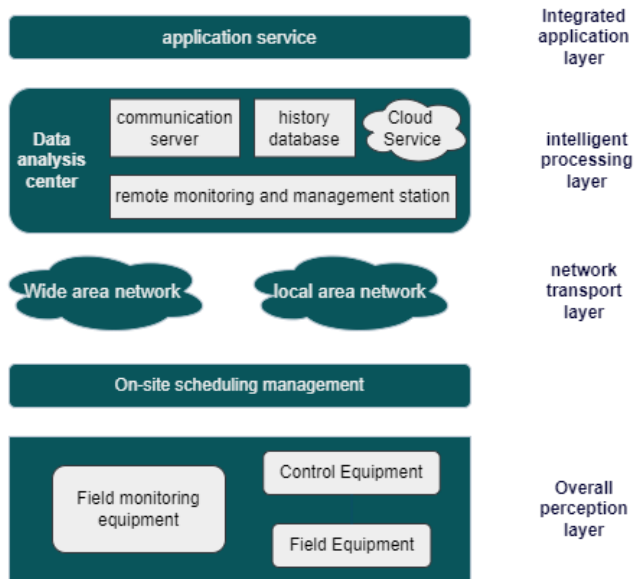 application service
Integrated
application
layer
Data
analysis
center
communication
server
history
database
Cloud
Service
remote monitoring and management station
intelligent
processing
layer
Wide area network
local area network
network
transport
layer
On-site scheduling management
Field monitoring
equipment
Control Equipment
Field Equipment
Overall
perception
layer